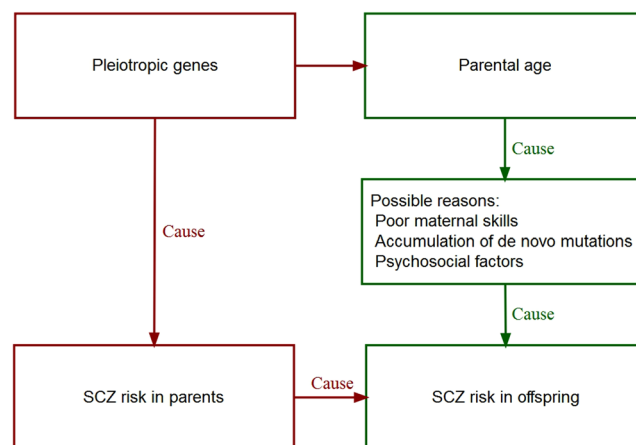 Pleiotropic genes
Parental age
Cause
Possible reasons:
Poor maternal skills
Accumulation of de novo mutations
Psychosocial factors
Cause
Cause
SCZ risk in parents
Cause
SCZ risk in offspring